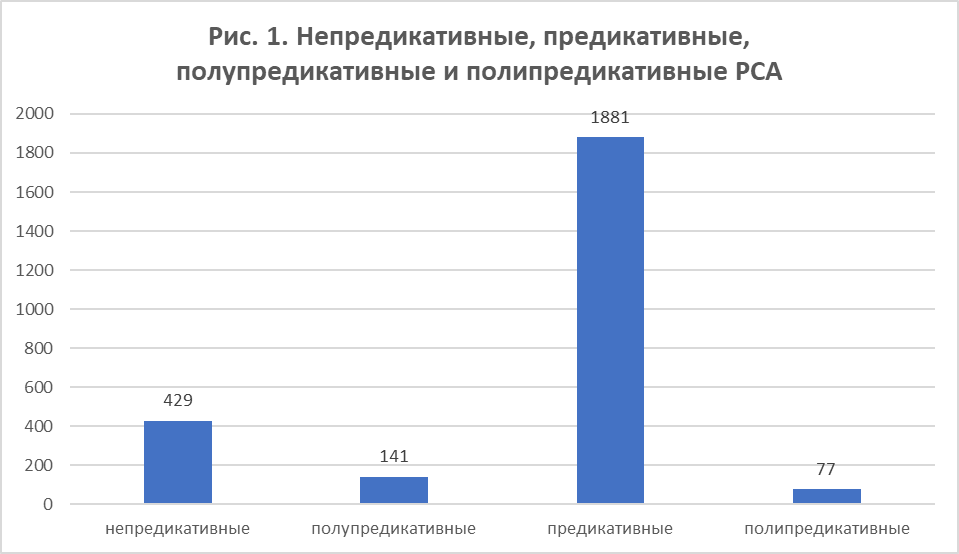 Рис. 1. Непредикативные, предикативные,
полупредикативные и полипредикативные РСА
2000
1800
1600
1400
1200
1000
800
600
400
200
0
429
141
1881
77
непредикативные
полупредикативные
предикативные
полипредикативные